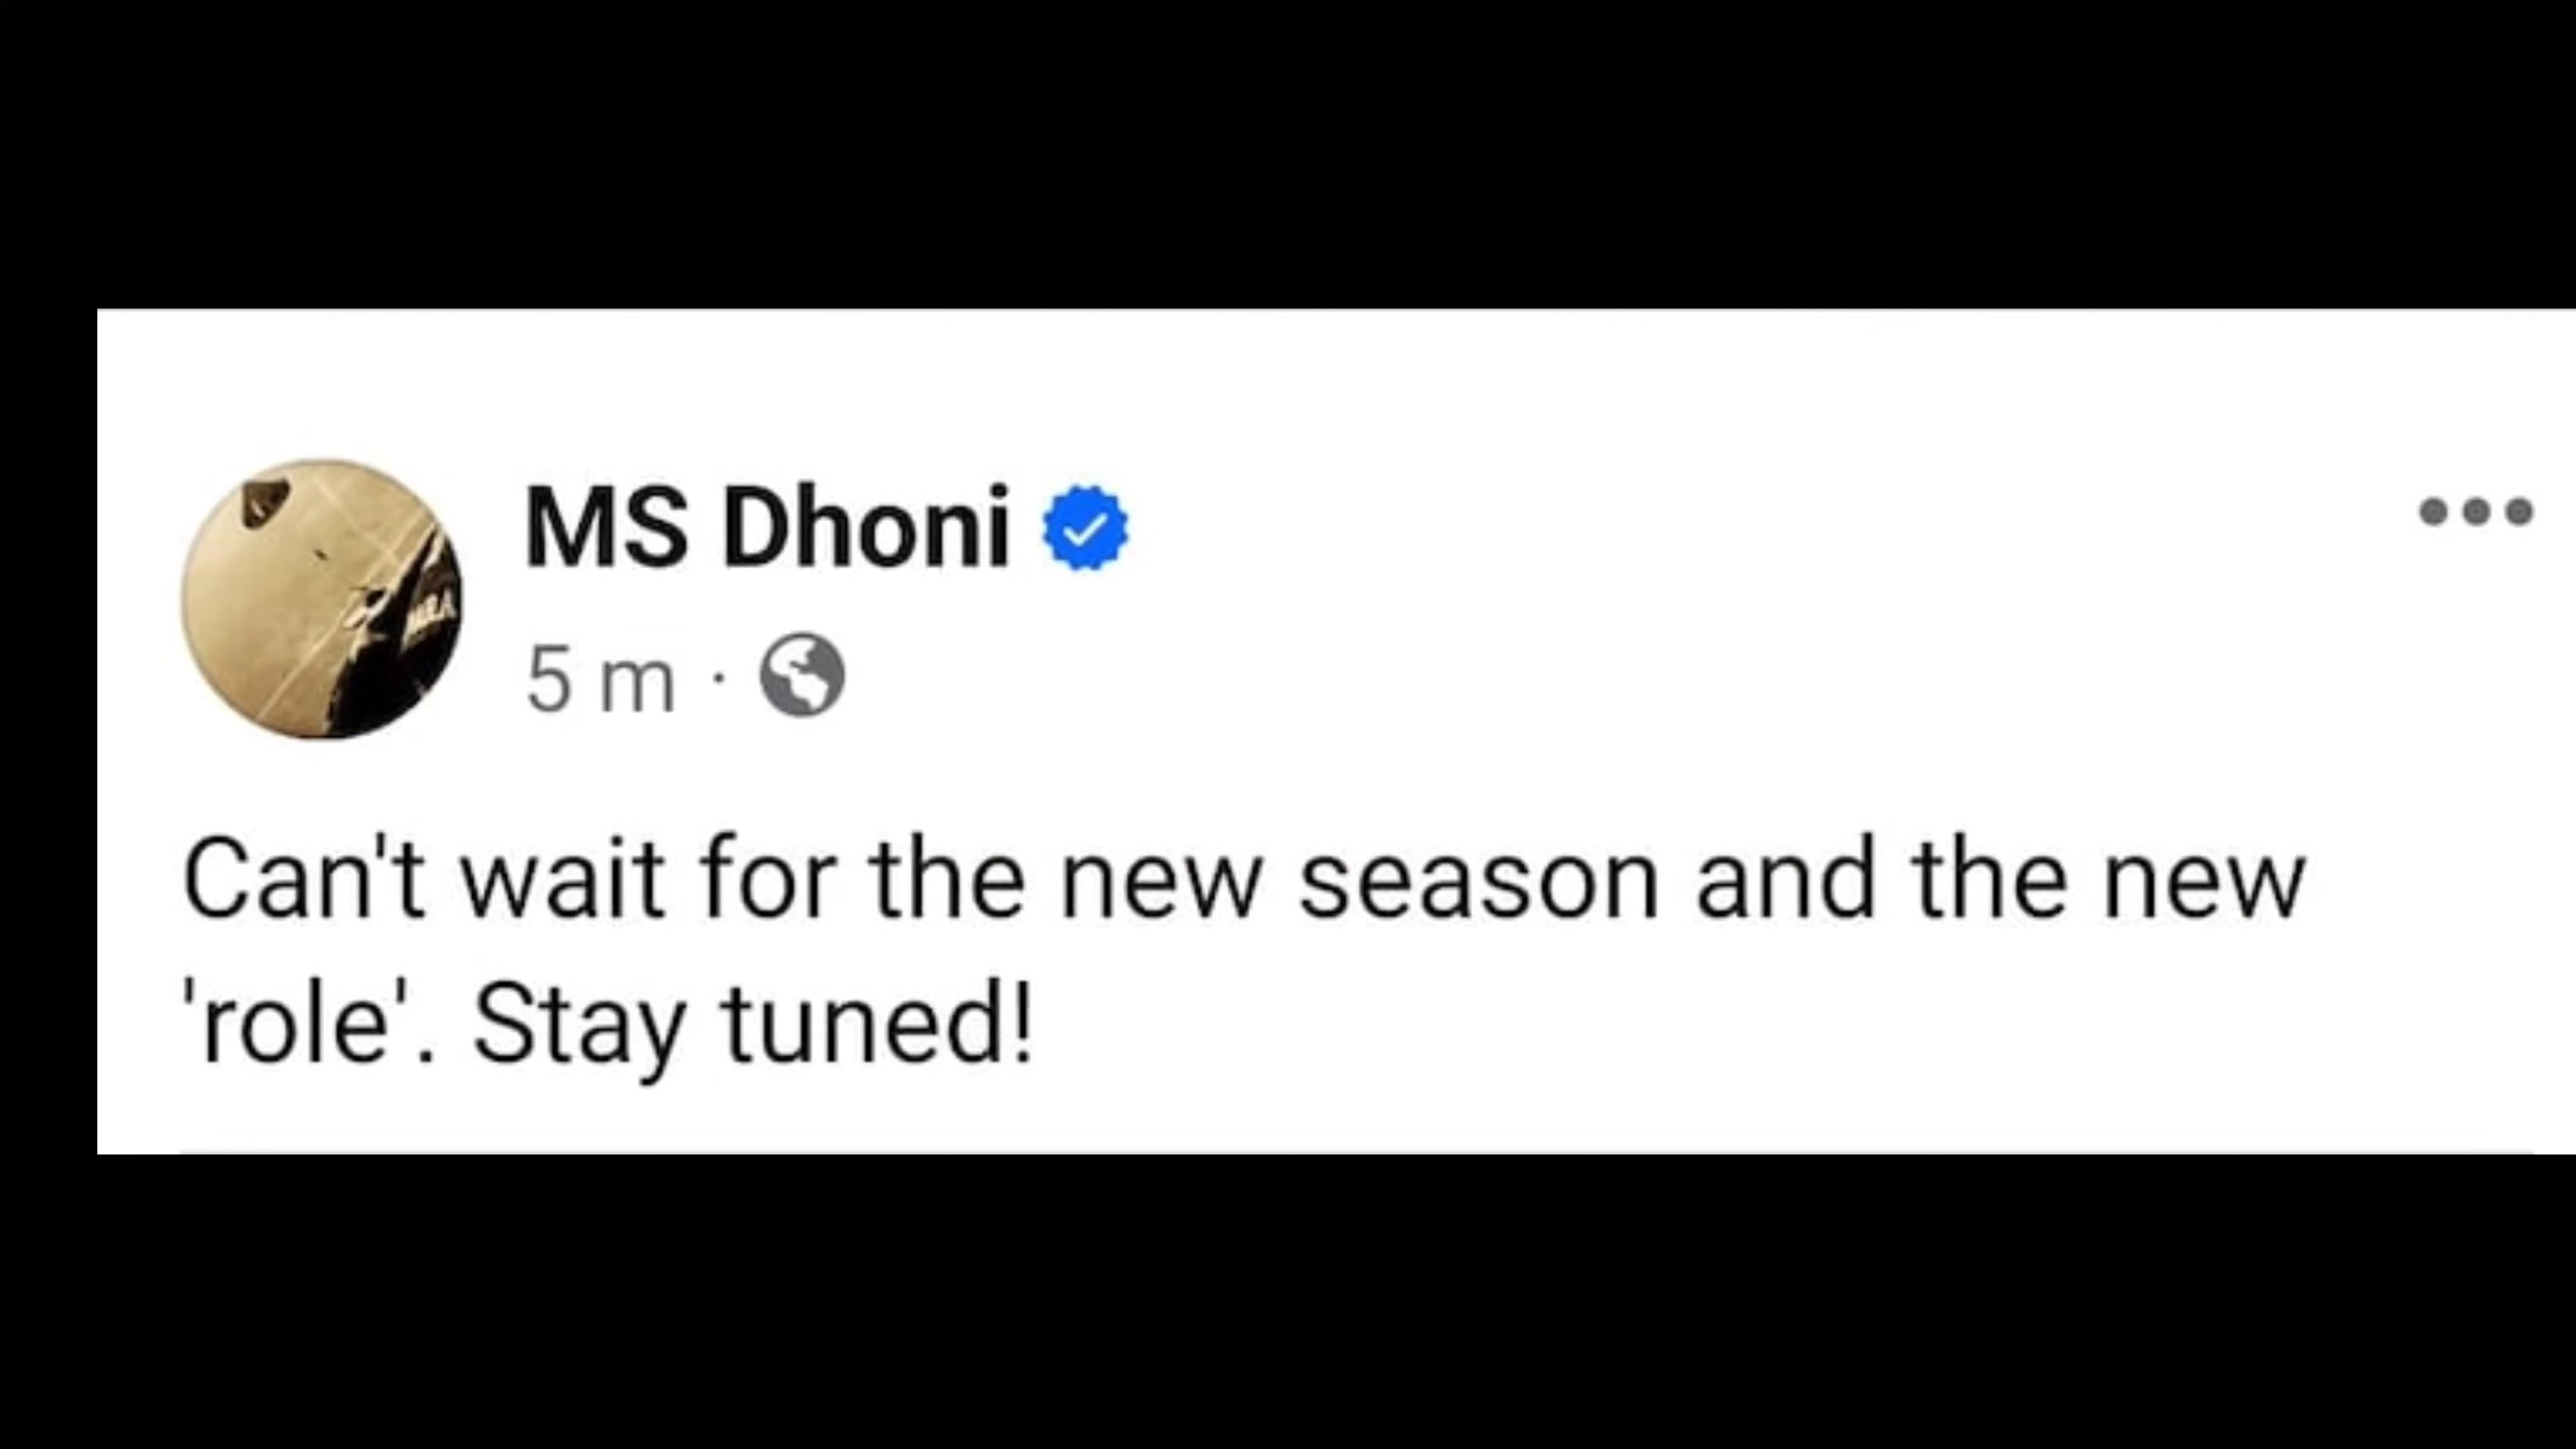 MS Dhoni
5 m ·
Can't wait for the new season and the new
'role'. Stay tuned!